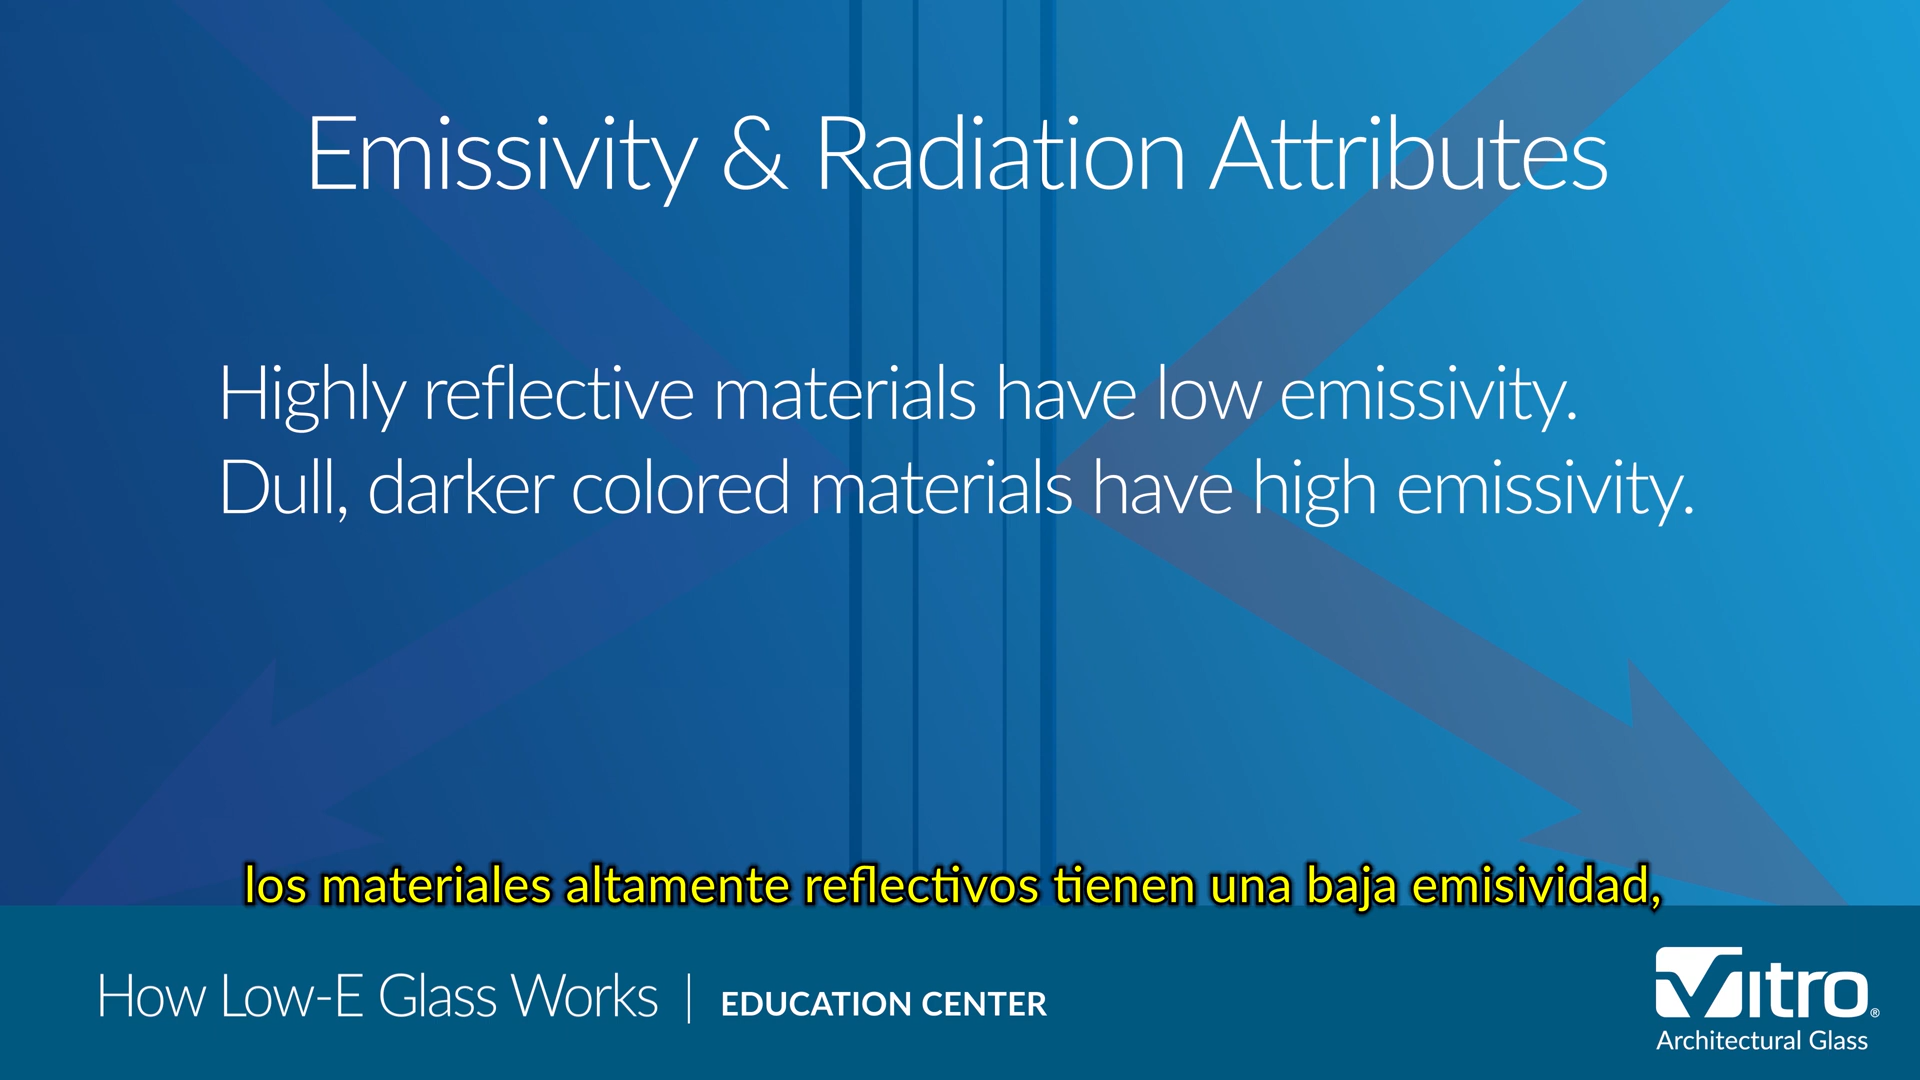 Emissivity & Radiation Attributes
Highly reflective materials have low emissivity.
Dull, darker colored materials have high emissivity.
los materiales altamente reflectivos tienen una baja emisividad,
How Low-E Glass Works | EDUCATION CENTER
Vitro®
Architectural Glass